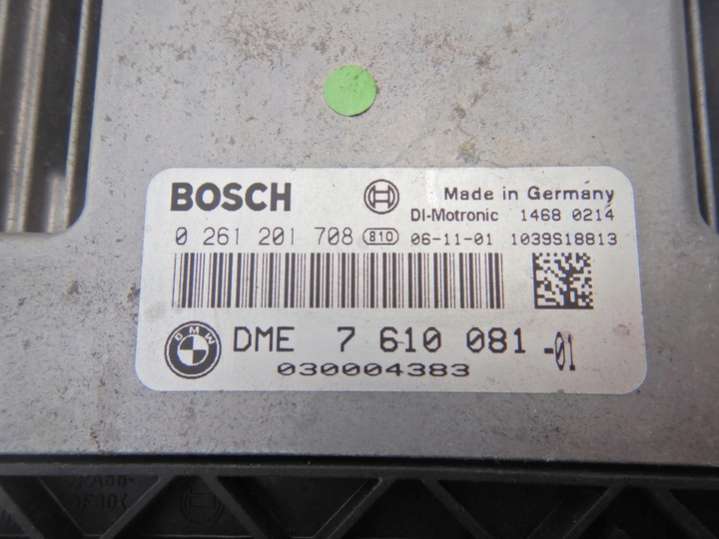 BOSCH Made in Germany
DI-Motronic 1468 0214
0 261 201 708 810 06-11-01 1039S18813
BMW DME 7 610 081 -01
030004383